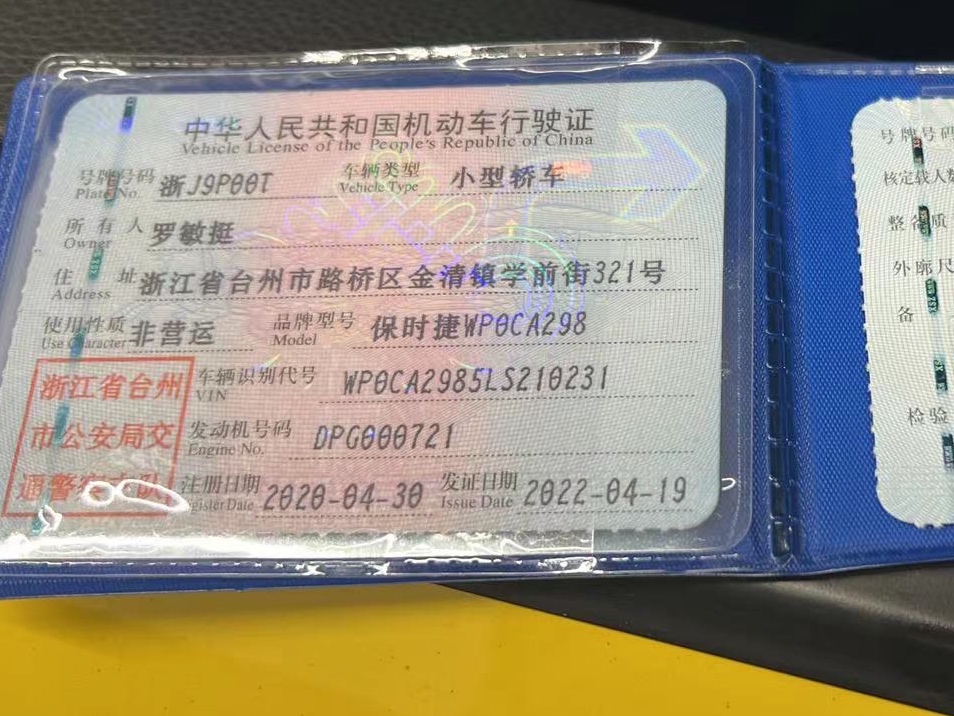 中华人民共和国机动车行驶证
Vehicle License of the People's Republic of China
号牌号码 浙J9P00T 车辆类型 小型轿车
Plate No. Vehicle Type
所有人 罗敏挺
Owner
住址 浙江省台州市路桥区金清镇学前街321号
Address
使用性质 非营运 品牌型号 保时捷WP0CA298
Use Character Model
浙江省台州
市公安局交
通警察支队
车辆识别代号 WP0CA2985LS210231
VIN
发动机号码 DPG000721
Engine No.
注册日期 2020-04-30 发证日期 2022-04-19
gister Date Issue Date
号牌号码
核定载人数
整备质
外廓尺
备
检验